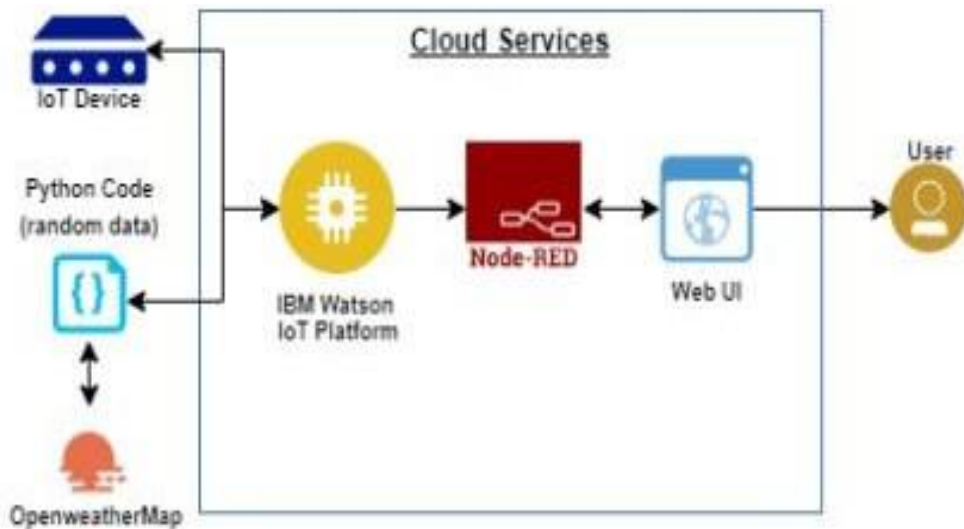 Cloud Services
IoT Device
Python Code
(random data)
{ }
IBM Watson
IoT Platform
Node-RED
Web UI
User
OpenweatherMap